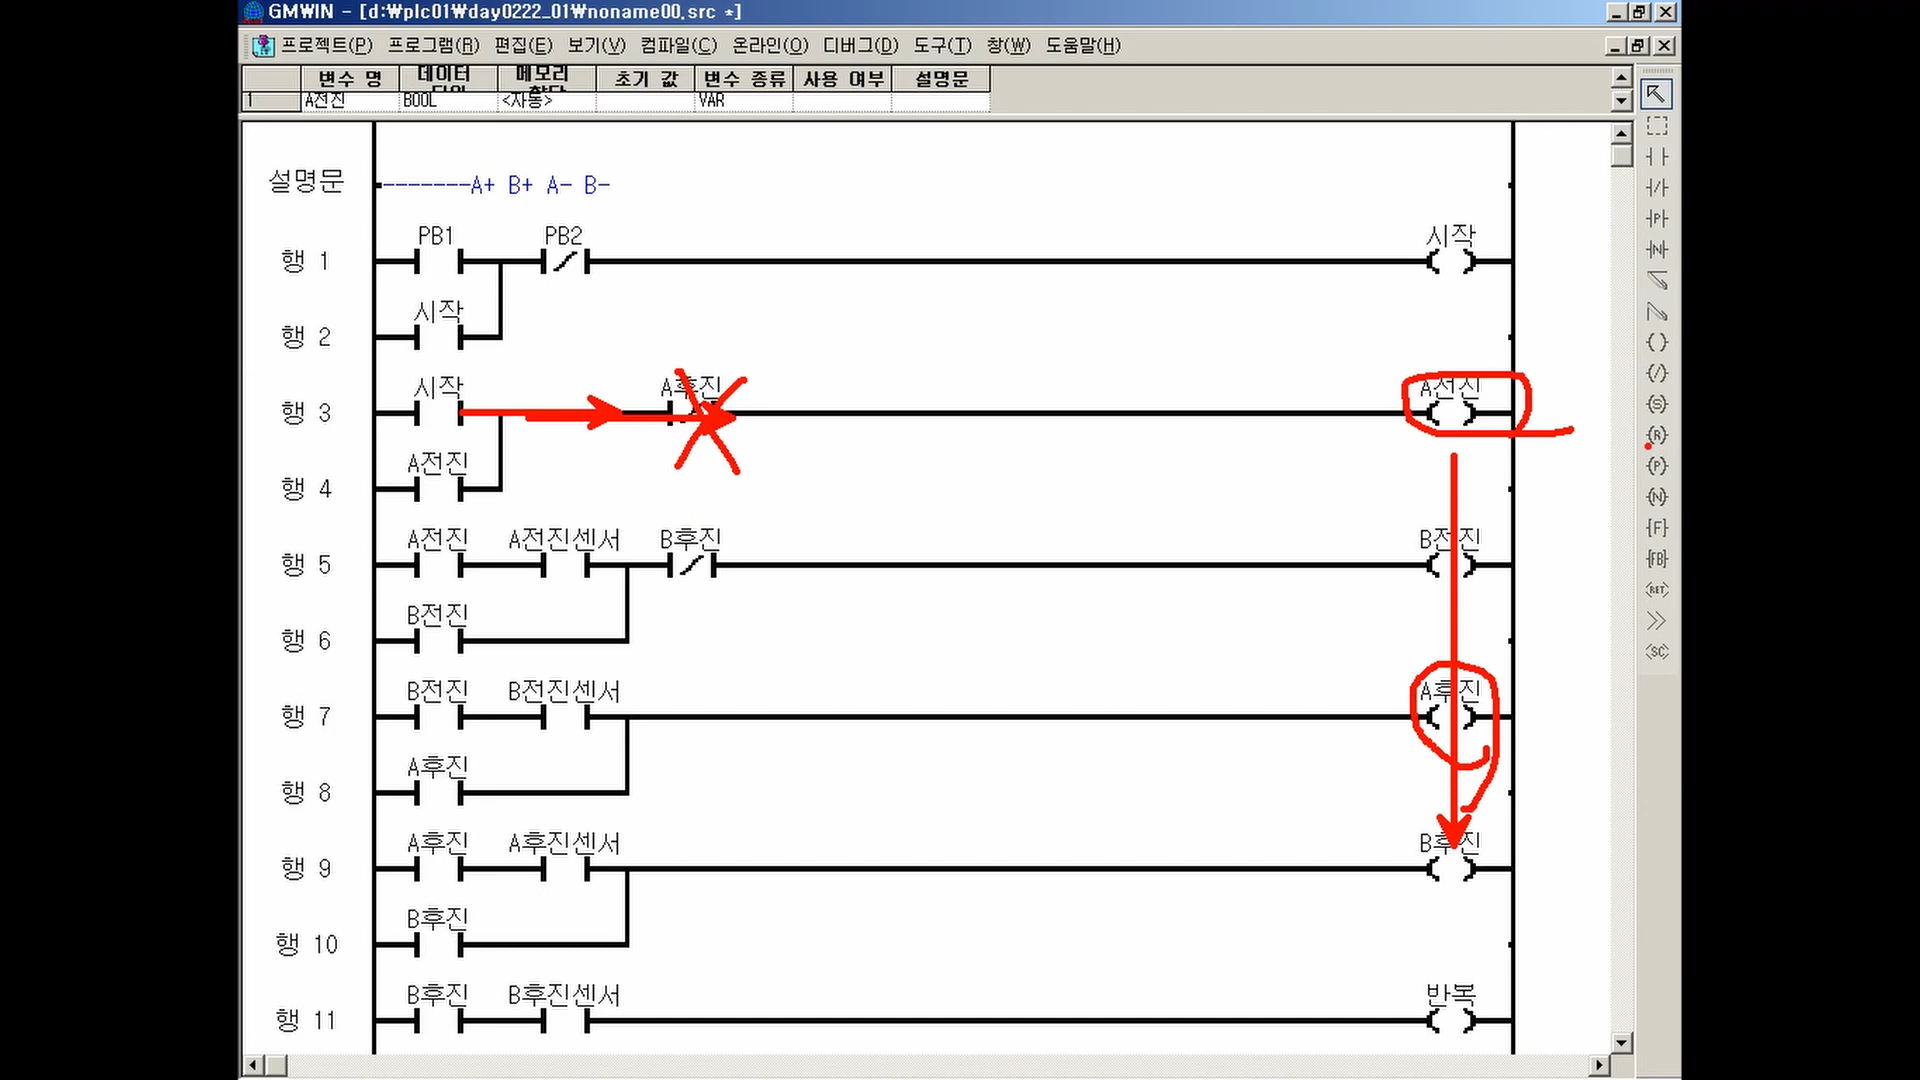 GMWIN - [d:\plc01\day0222_01\noname00.src *]
프로젝트(P) 프로그램(R) 편집(E) 보기(V) 컴파일(C) 온라인(O) 디버그(D) 도구(T) 창(W) 도움말(H)
변수 명 데이터 타입 메모리 할당 초기 값 변수 종류 사용 여부 설명문
1 A전진 BOOL <자동> VAR
설명문 -------A+ B+ A- B-
PB1 PB2 시작
행 1
시작
행 2
시작 A후진 A전진
행 3
A전진
행 4
A전진 A전진센서 B후진 B전진
행 5
B전진
행 6
B전진 B전진센서 A후진
행 7
A후진
행 8
A후진 A후진센서 B후진
행 9
B후진
행 10
B후진 B후진센서 반복
행 11
P
N
(S)
(R)
(P)
(N)
{F}
{FB}
<RET>
>>
<SC>